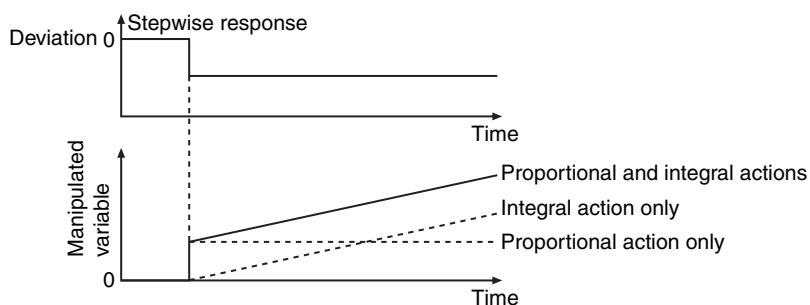 Stepwise response
Deviation 0
Time
Manipulated
variable
Proportional and integral actions
Integral action only
Proportional action only
0
Time